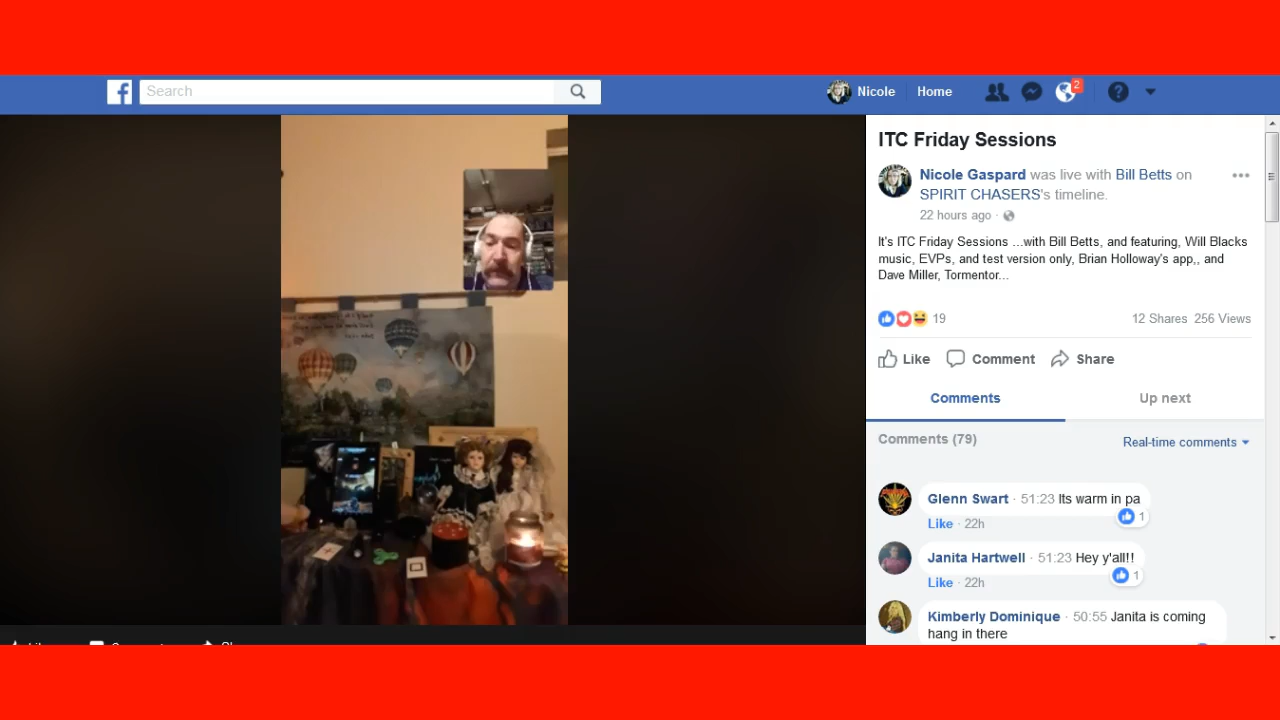 Search
Nicole
Home
2
ITC Friday Sessions
Nicole Gaspard was live with Bill Betts on
SPIRIT CHASERS's timeline.
22 hours ago ·
It's ITC Friday Sessions ...with Bill Betts, and featuring, Will Blacks
music, EVPs, and test version only, Brian Holloway's app,, and
Dave Miller, Tormentor...
19
12 Shares 256 Views
Like Comment Share
Comments Up next
Comments (79)
Real-time comments
Glenn Swart · 51:23 Its warm in pa
1
Like · 22h
Janita Hartwell · 51:23 Hey y'all!!
1
Like · 22h
Kimberly Dominique · 50:55 Janita is coming
hang in there